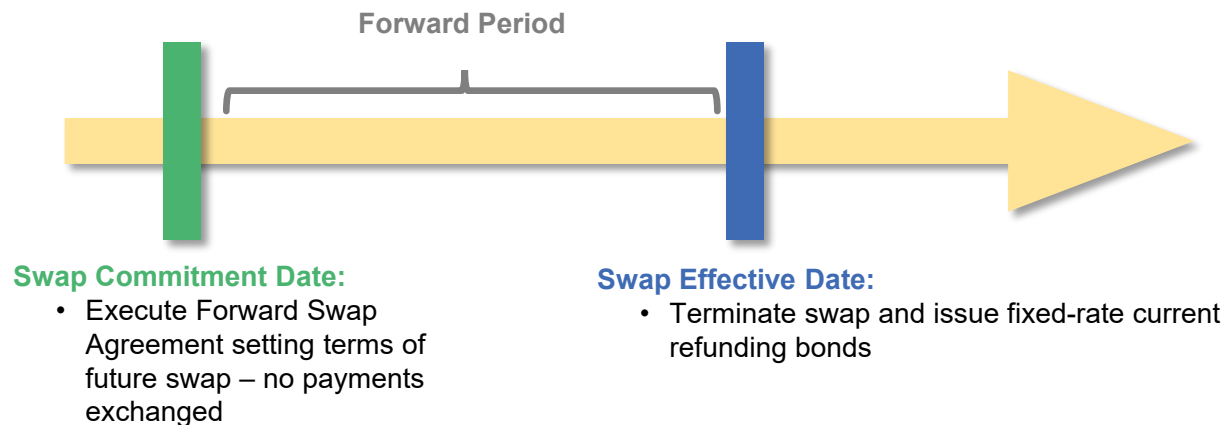 Forward Period
Swap Commitment Date:
• Execute Forward Swap
Agreement setting terms of
future swap – no payments
exchanged
Swap Effective Date:
• Terminate swap and issue fixed-rate current
refunding bonds